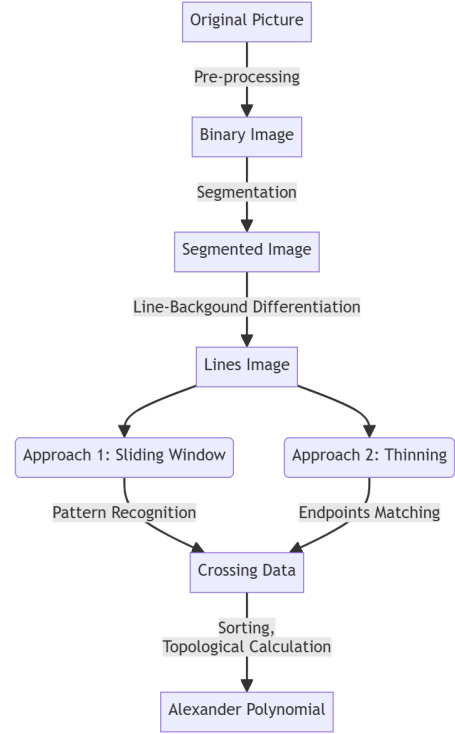 Original Picture
Pre-processing
Binary Image
Segmentation
Segmented Image
Line-Backgound Differentiation
Lines Image
Approach 1: Sliding Window
Approach 2: Thinning
Pattern Recognition
Endpoints Matching
Crossing Data
Sorting,
Topological Calculation
Alexander Polynomial